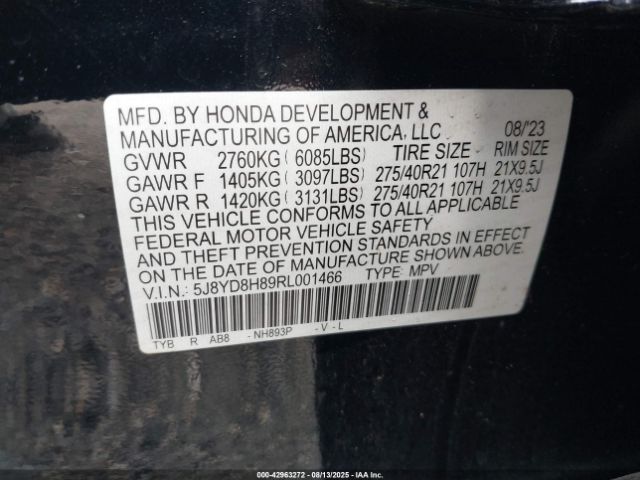 MFD. BY HONDA DEVELOPMENT &
MANUFACTURING OF AMERICA, LLC 08/'23
GVWR 2760KG ( 6085LBS) TIRE SIZE RIM SIZE
GAWR F 1405KG ( 3097LBS) 275/40R21 107H 21X9.5J
GAWR R 1420KG ( 3131LBS) 275/40R21 107H 21X9.5J
THIS VEHICLE CONFORMS TO ALL APPLICABLE
FEDERAL MOTOR VEHICLE SAFETY
AND THEFT PREVENTION STANDARDS IN EFFECT
ON THE DATE OF MANUFACTURE SHOWN ABOVE.
V.I.N.: 5J8YD8H89RL001466 TYPE: MPV
TYB R AB8 -NH893P -V-L
000-42963272 - 08/13/2025 - IAA Inc.